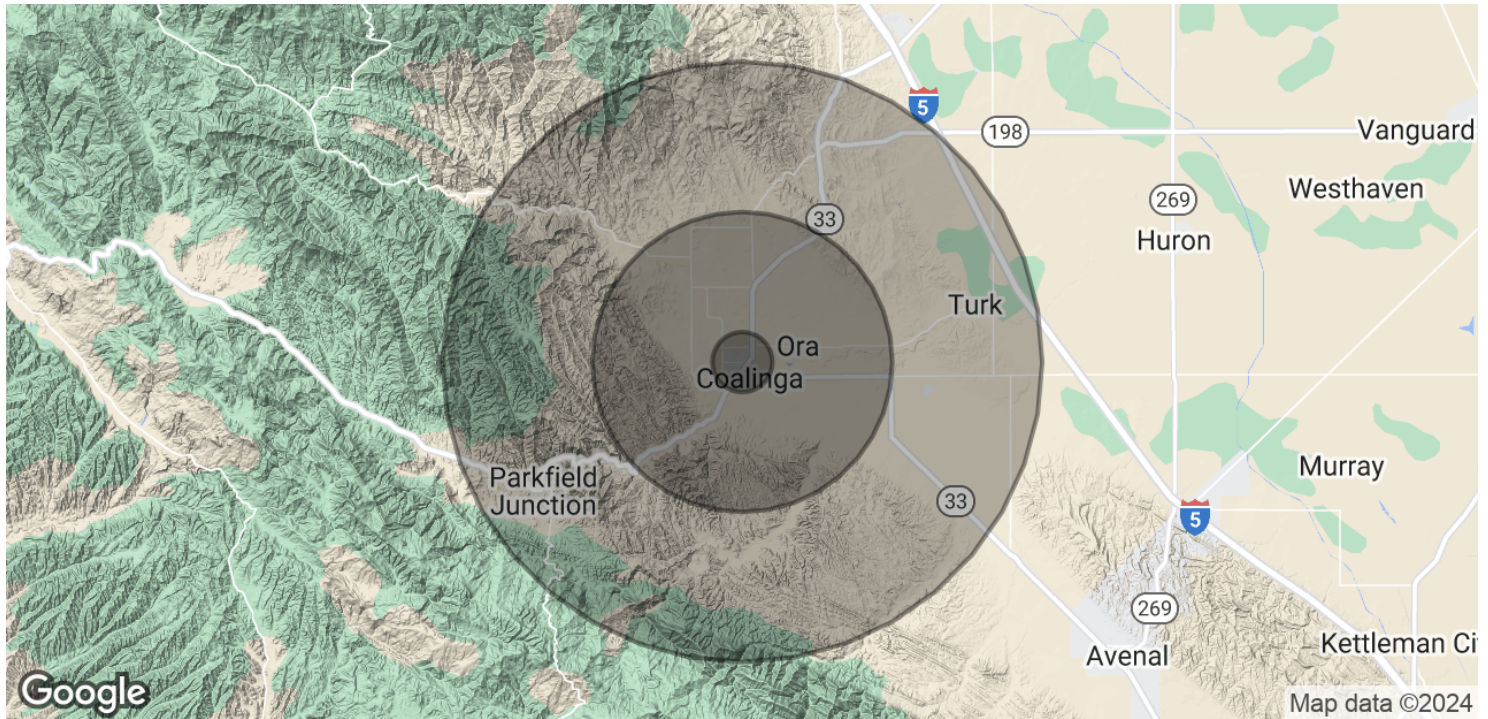 5
198
Vanguard
Westhaven
269
33
Huron
Turk
Ora
Coalinga
Parkfield
Junction
Murray
33
5
269
Kettleman Ci
Avenal
Google
Map data ©2024